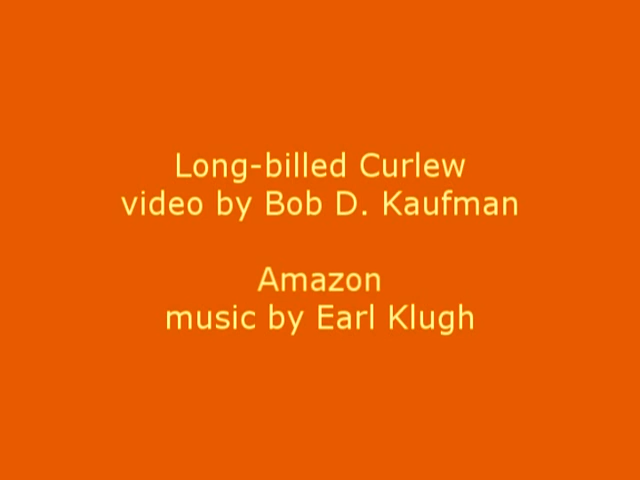 Long-billed Curlew
video by Bob D. Kaufman
Amazon
music by Earl Klugh